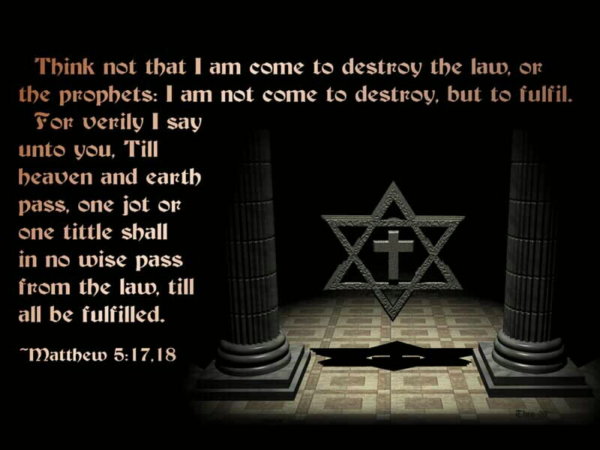 Think not that I am come to destroy the law, or
the prophets: I am not come to destroy, but to fulfil.
For verily I say
unto you, Till
heaven and earth
pass, one jot or
one tittle shall
in no wise pass
from the law, till
all be fulfilled.
~Matthew 5:17,18